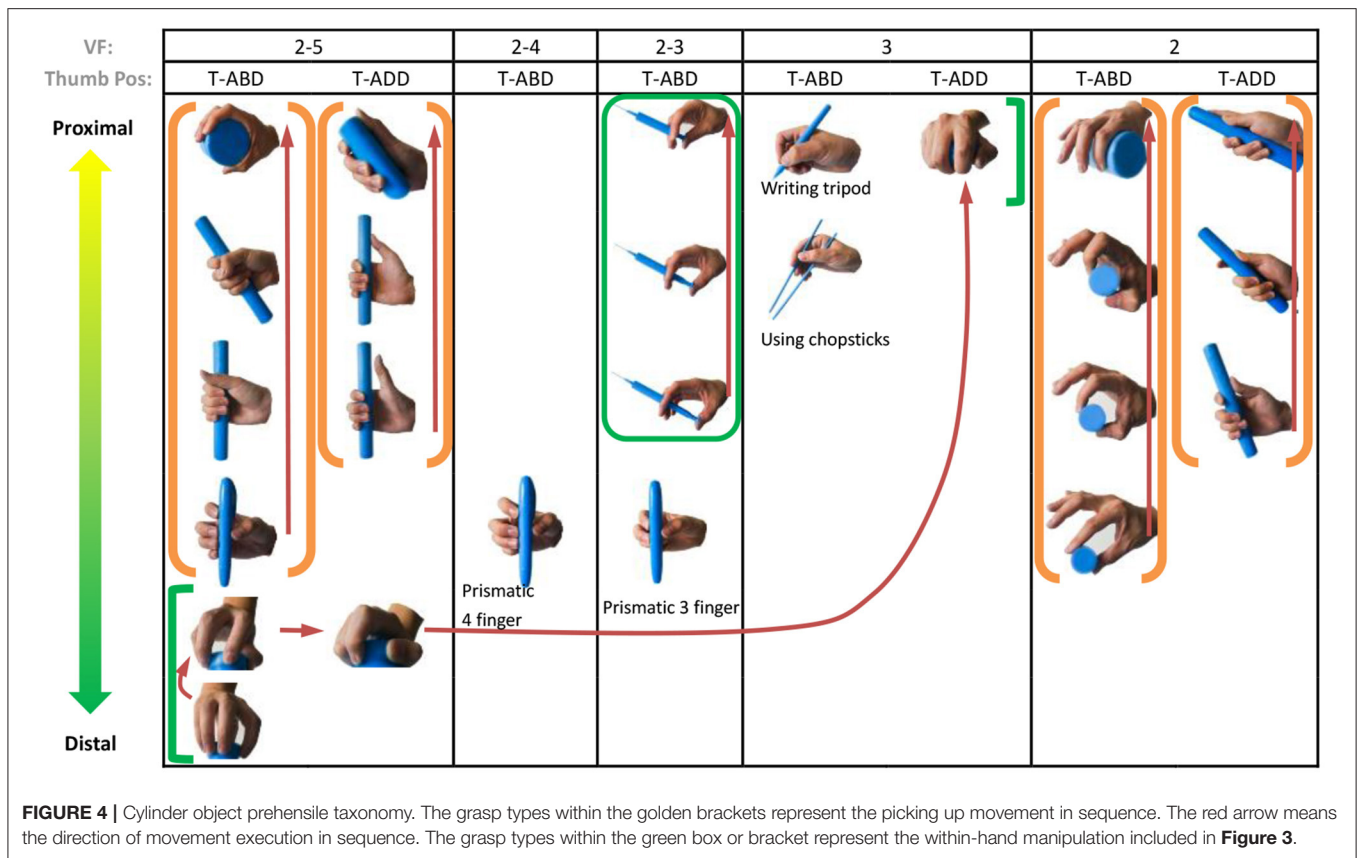 VF: 2-5 2-4 2-3 3 2
Thumb Pos: T-ABD T-ADD T-ABD T-ABD T-ABD T-ADD T-ABD T-ADD
Proximal
Writing tripod
Using chopsticks
Prismatic
4 finger
Prismatic 3 finger
Distal
FIGURE 4 | Cylinder object prehensile taxonomy. The grasp types within the golden brackets represent the picking up movement in sequence. The red arrow means
the direction of movement execution in sequence. The grasp types within the green box or bracket represent the within-hand manipulation included in Figure 3.